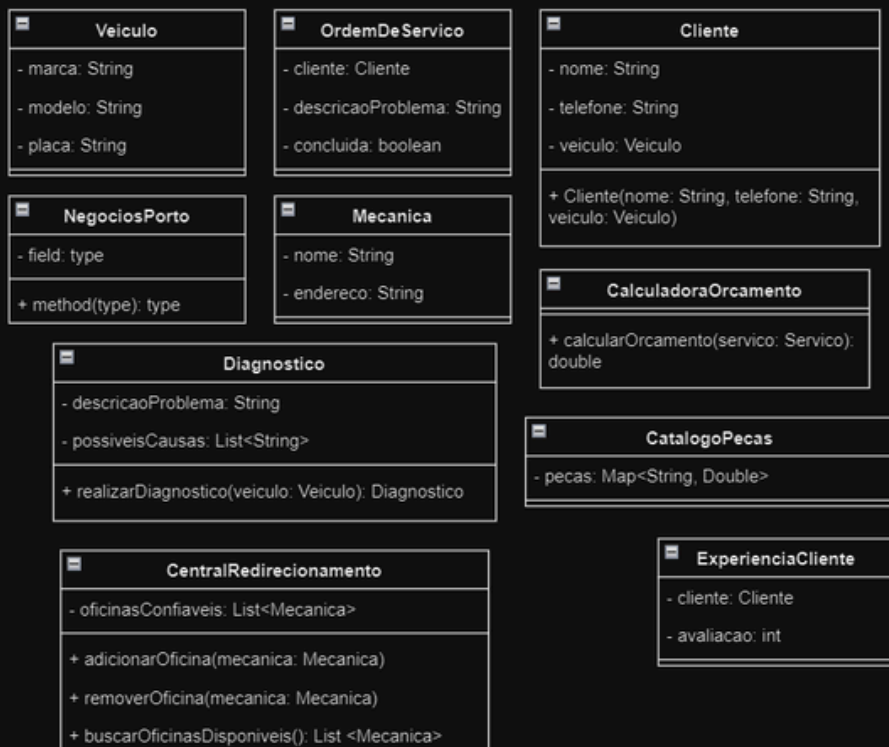 Veiculo
- marca: String
- modelo: String
- placa: String
OrdemDeServico
- cliente: Cliente
- descricaoProblema: String
- concluida: boolean
Cliente
- nome: String
- telefone: String
- veiculo: Veiculo
+ Cliente(nome: String, telefone: String,
veiculo: Veiculo)
NegociosPorto
- field: type
+ method(type): type
Mecanica
- nome: String
- endereco: String
CalculadoraOrcamento
+ calcularOrcamento(servico: Servico):
double
Diagnostico
- descricaoProblema: String
- possiveisCausas: List<String>
+ realizarDiagnostico(veiculo: Veiculo): Diagnostico
CatalogoPecas
- pecas: Map<String, Double>
CentralRedirecionamento
- oficinasConfiaveis: List<Mecanica>
+ adicionarOficina(mecanica: Mecanica)
+ removerOficina(mecanica: Mecanica)
+ buscarOficinasDisponiveis(): List <Mecanica>
ExperienciaCliente
- cliente: Cliente
- avaliacao: int